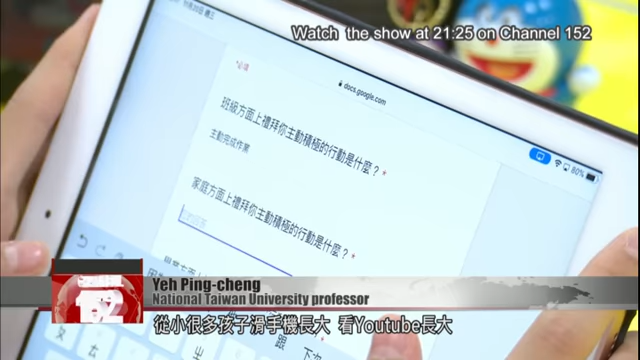 Watch the show at 21:25 on Channel 152
*必填
docs.google.com
80%
班級方面上禮拜你主動積極的行動是什麼？*
主動完成作業
家庭方面上禮拜你主動積極的行動是什麼？*
Yeh Ping-cheng
National Taiwan University professor
從小很多孩子滑手機長大 看Youtube長大